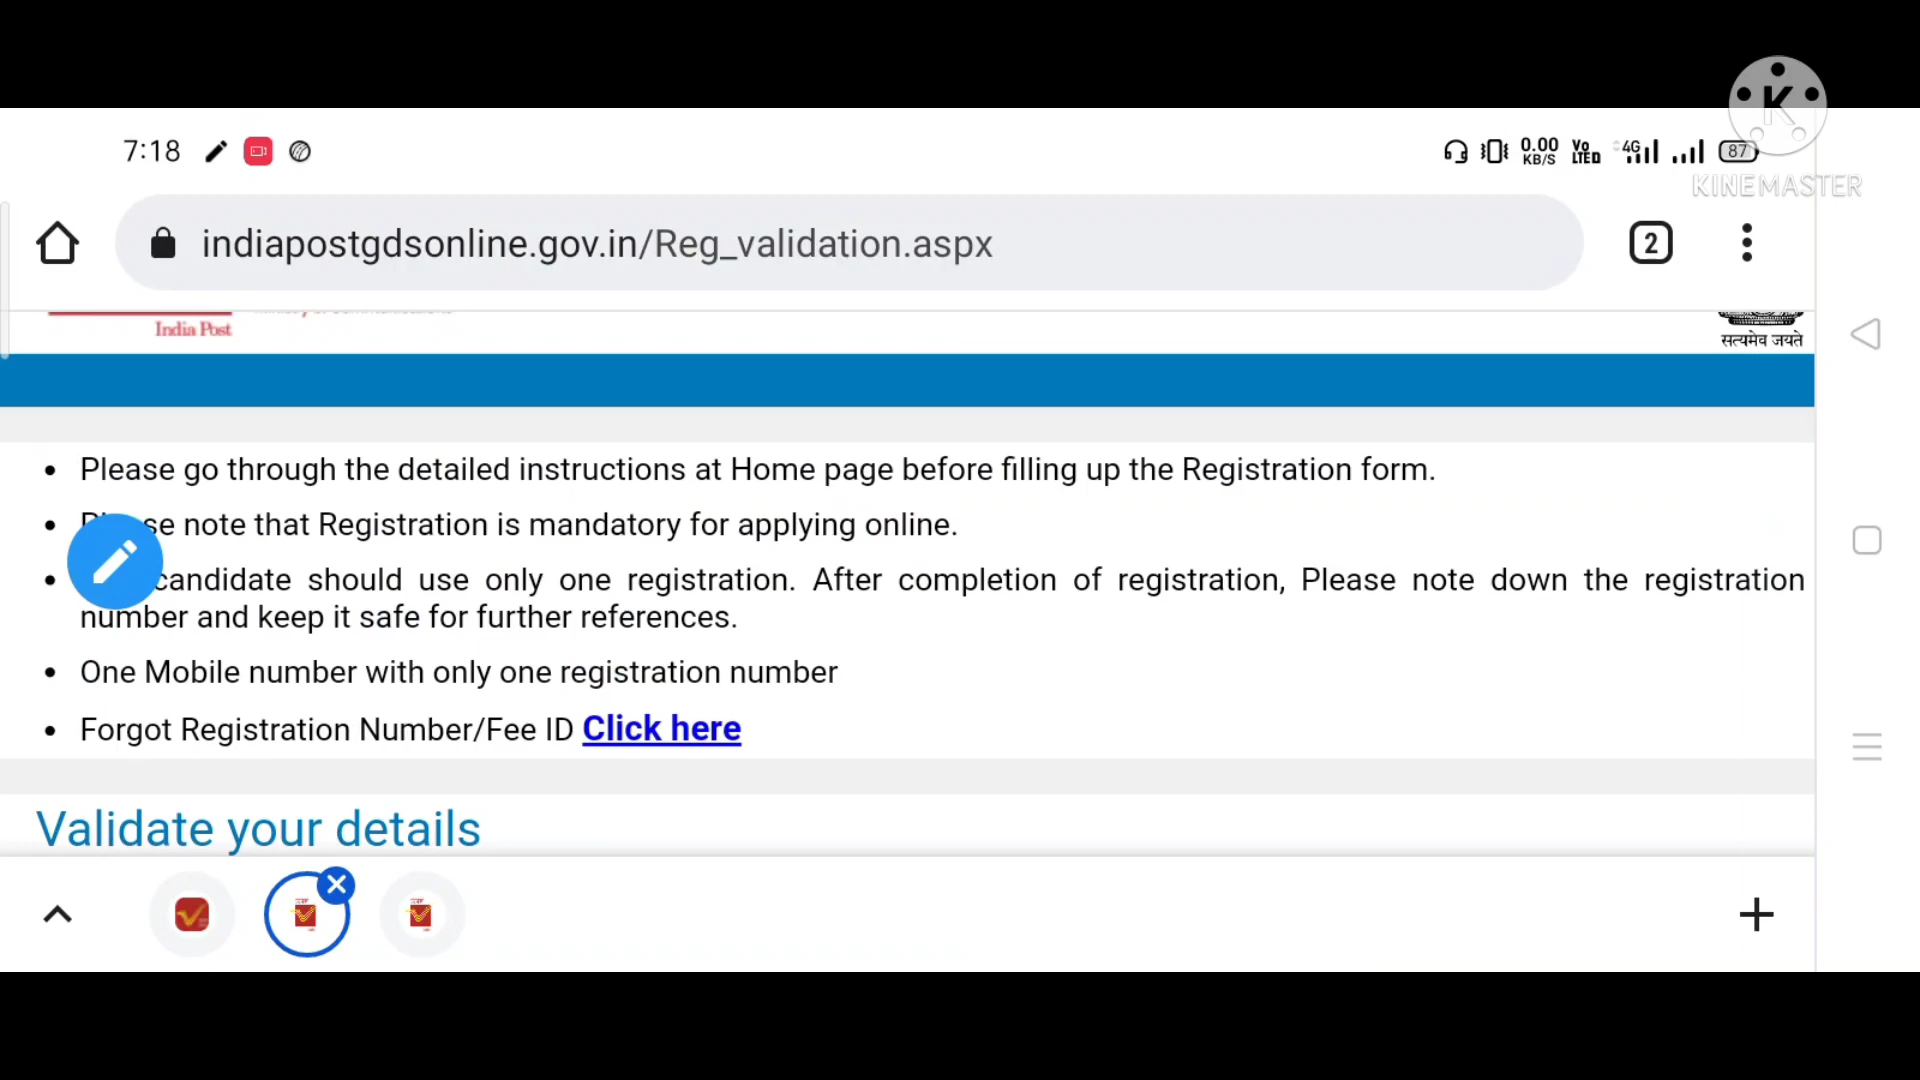 KINEMASTER
7:18
0.00
KB/S
Vo
LTED
4G
87
indiapostgdsonline.gov.in/Reg_validation.aspx
2
India Post
सत्यमेव जयते
• Please go through the detailed instructions at Home page before filling up the Registration form.
• note that Registration is mandatory for applying online.
• candidate should use only one registration. After completion of registration, Please note down the registration
number and keep it safe for further references.
• One Mobile number with only one registration number
• Forgot Registration Number/Fee ID Click here
Validate your details